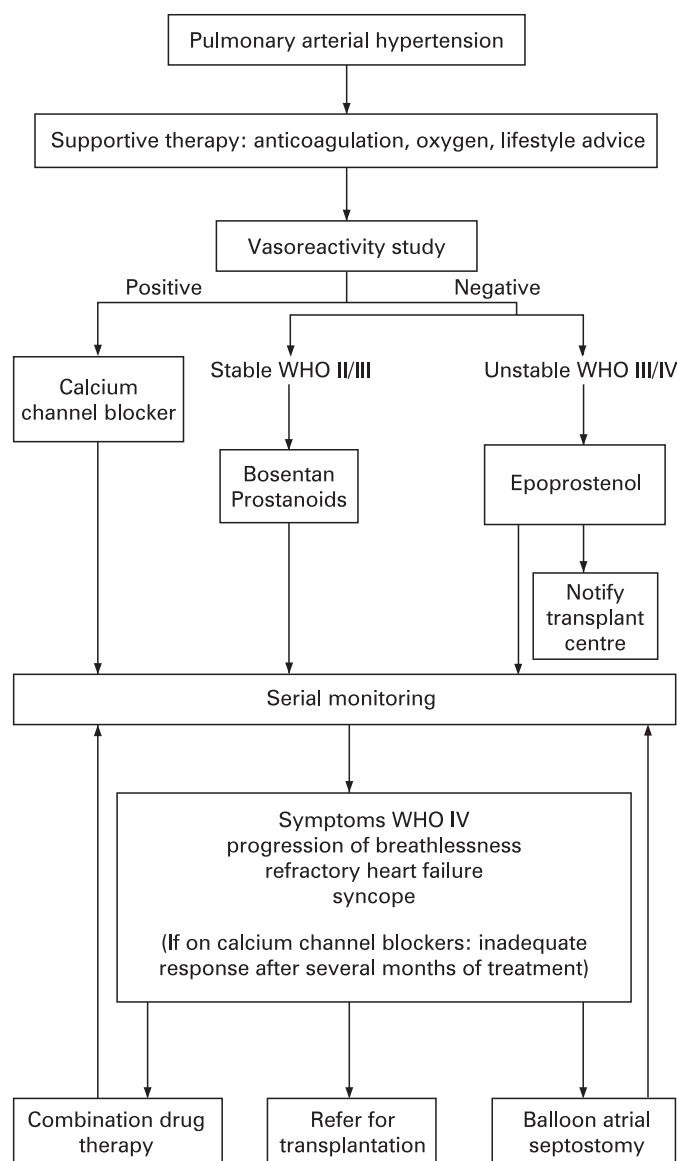 Pulmonary arterial hypertension
Supportive therapy: anticoagulation, oxygen, lifestyle advice
Vasoreactivity study
Positive
Negative
Calcium
channel blocker
Stable WHO II/III
Unstable WHO III/IV
Bosentan
Prostanoids
Epoprostenol
Notify
transplant
centre
Serial monitoring
Symptoms WHO IV
progression of breathlessness
refractory heart failure
syncope
(If on calcium channel blockers: inadequate
response after several months of treatment)
Combination drug
therapy
Refer for
transplantation
Balloon atrial
septostomy